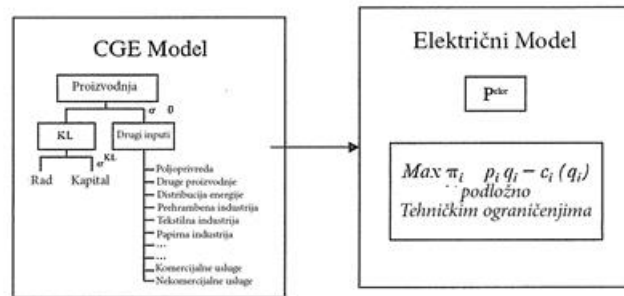 CGE Model
Proizvodnja
σ 0
KL
Drugi inputi
σKL
Rad Kapital
Poljoprivreda
Druge proizvodnje
Distribucija energije
Prehrambena industrija
Tekstilna industrija
Papirna industrija
...
...
Komercijalne usluge
Nekomercijalne usluge
Električni Model
Pelec
Max πi pi qi − ci (qi)
podložno
Tehničkim ograničenjima